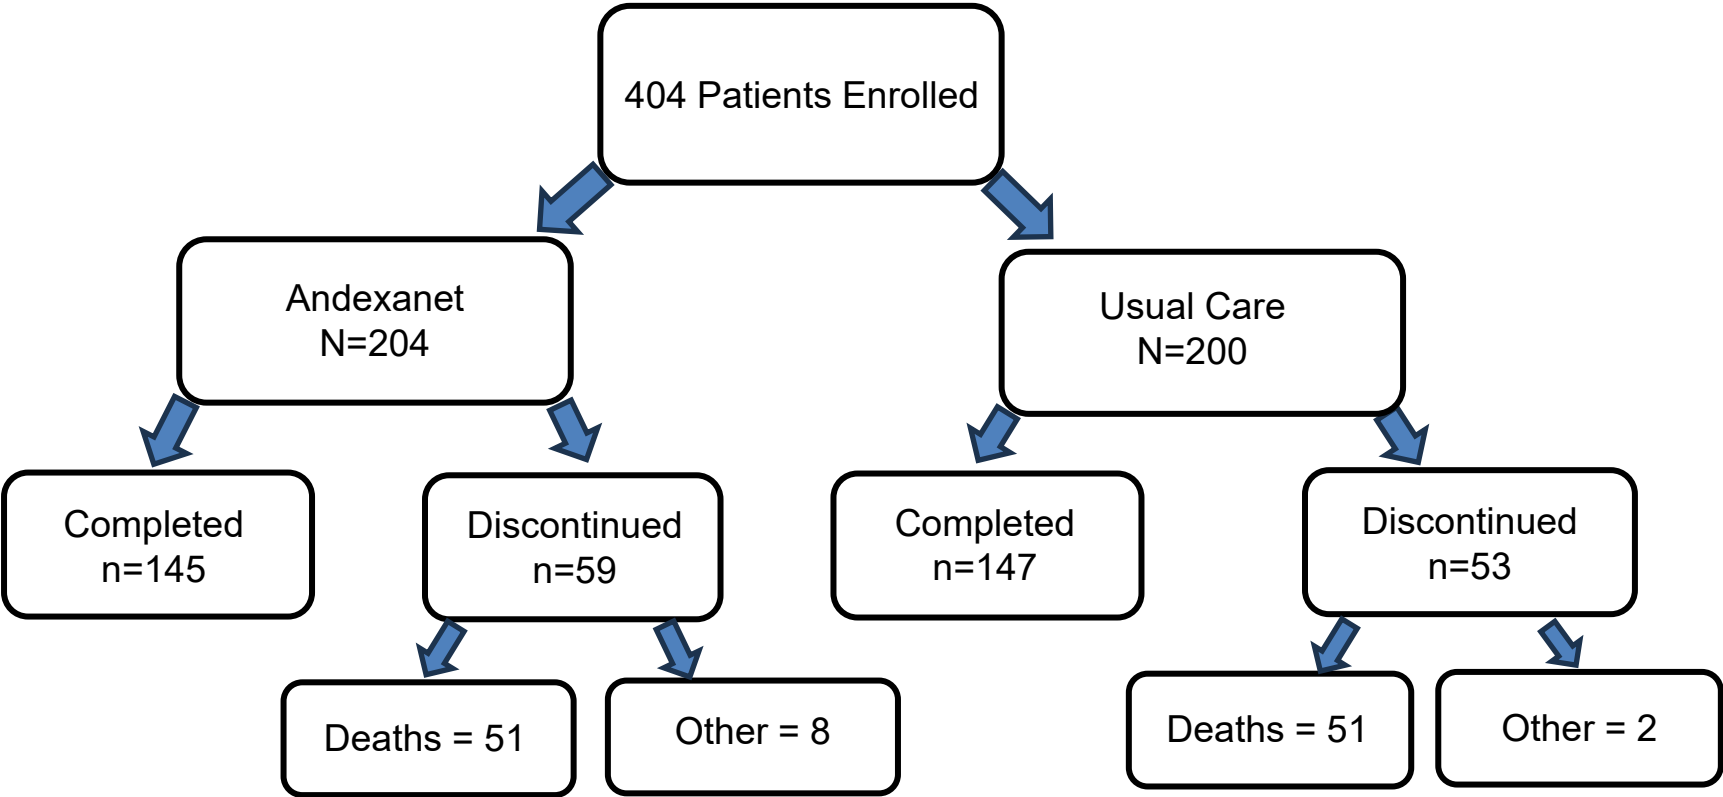 404 Patients Enrolled
Andexanet
N=204
Usual Care
N=200
Completed
n=145
Discontinued
n=59
Completed
n=147
Discontinued
n=53
Deaths = 51
Other = 8
Deaths = 51
Other = 2